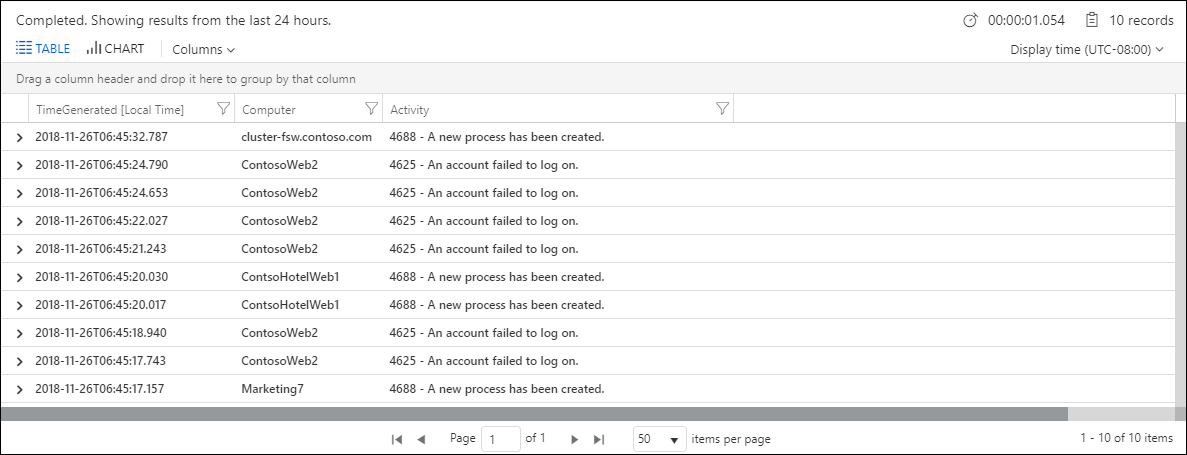 Completed. Showing results from the last 24 hours. 00:00:01.054 10 records
TABLE CHART Columns Display time (UTC-08:00)
Drag a column header and drop it here to group by that column
TimeGenerated [Local Time] Computer Activity
2018-11-26T06:45:32.787 cluster-fsw.contoso.com 4688 - A new process has been created.
2018-11-26T06:45:24.790 ContosoWeb2 4625 - An account failed to log on.
2018-11-26T06:45:24.653 ContosoWeb2 4625 - An account failed to log on.
2018-11-26T06:45:22.027 ContosoWeb2 4625 - An account failed to log on.
2018-11-26T06:45:21.243 ContosoWeb2 4625 - An account failed to log on.
2018-11-26T06:45:20.030 ContsoHotelWeb1 4688 - A new process has been created.
2018-11-26T06:45:20.017 ContsoHotelWeb1 4688 - A new process has been created.
2018-11-26T06:45:18.940 ContosoWeb2 4625 - An account failed to log on.
2018-11-26T06:45:17.743 ContosoWeb2 4625 - An account failed to log on.
2018-11-26T06:45:17.157 Marketing7 4688 - A new process has been created.
Page 1 of 1 50 items per page 1 - 10 of 10 items